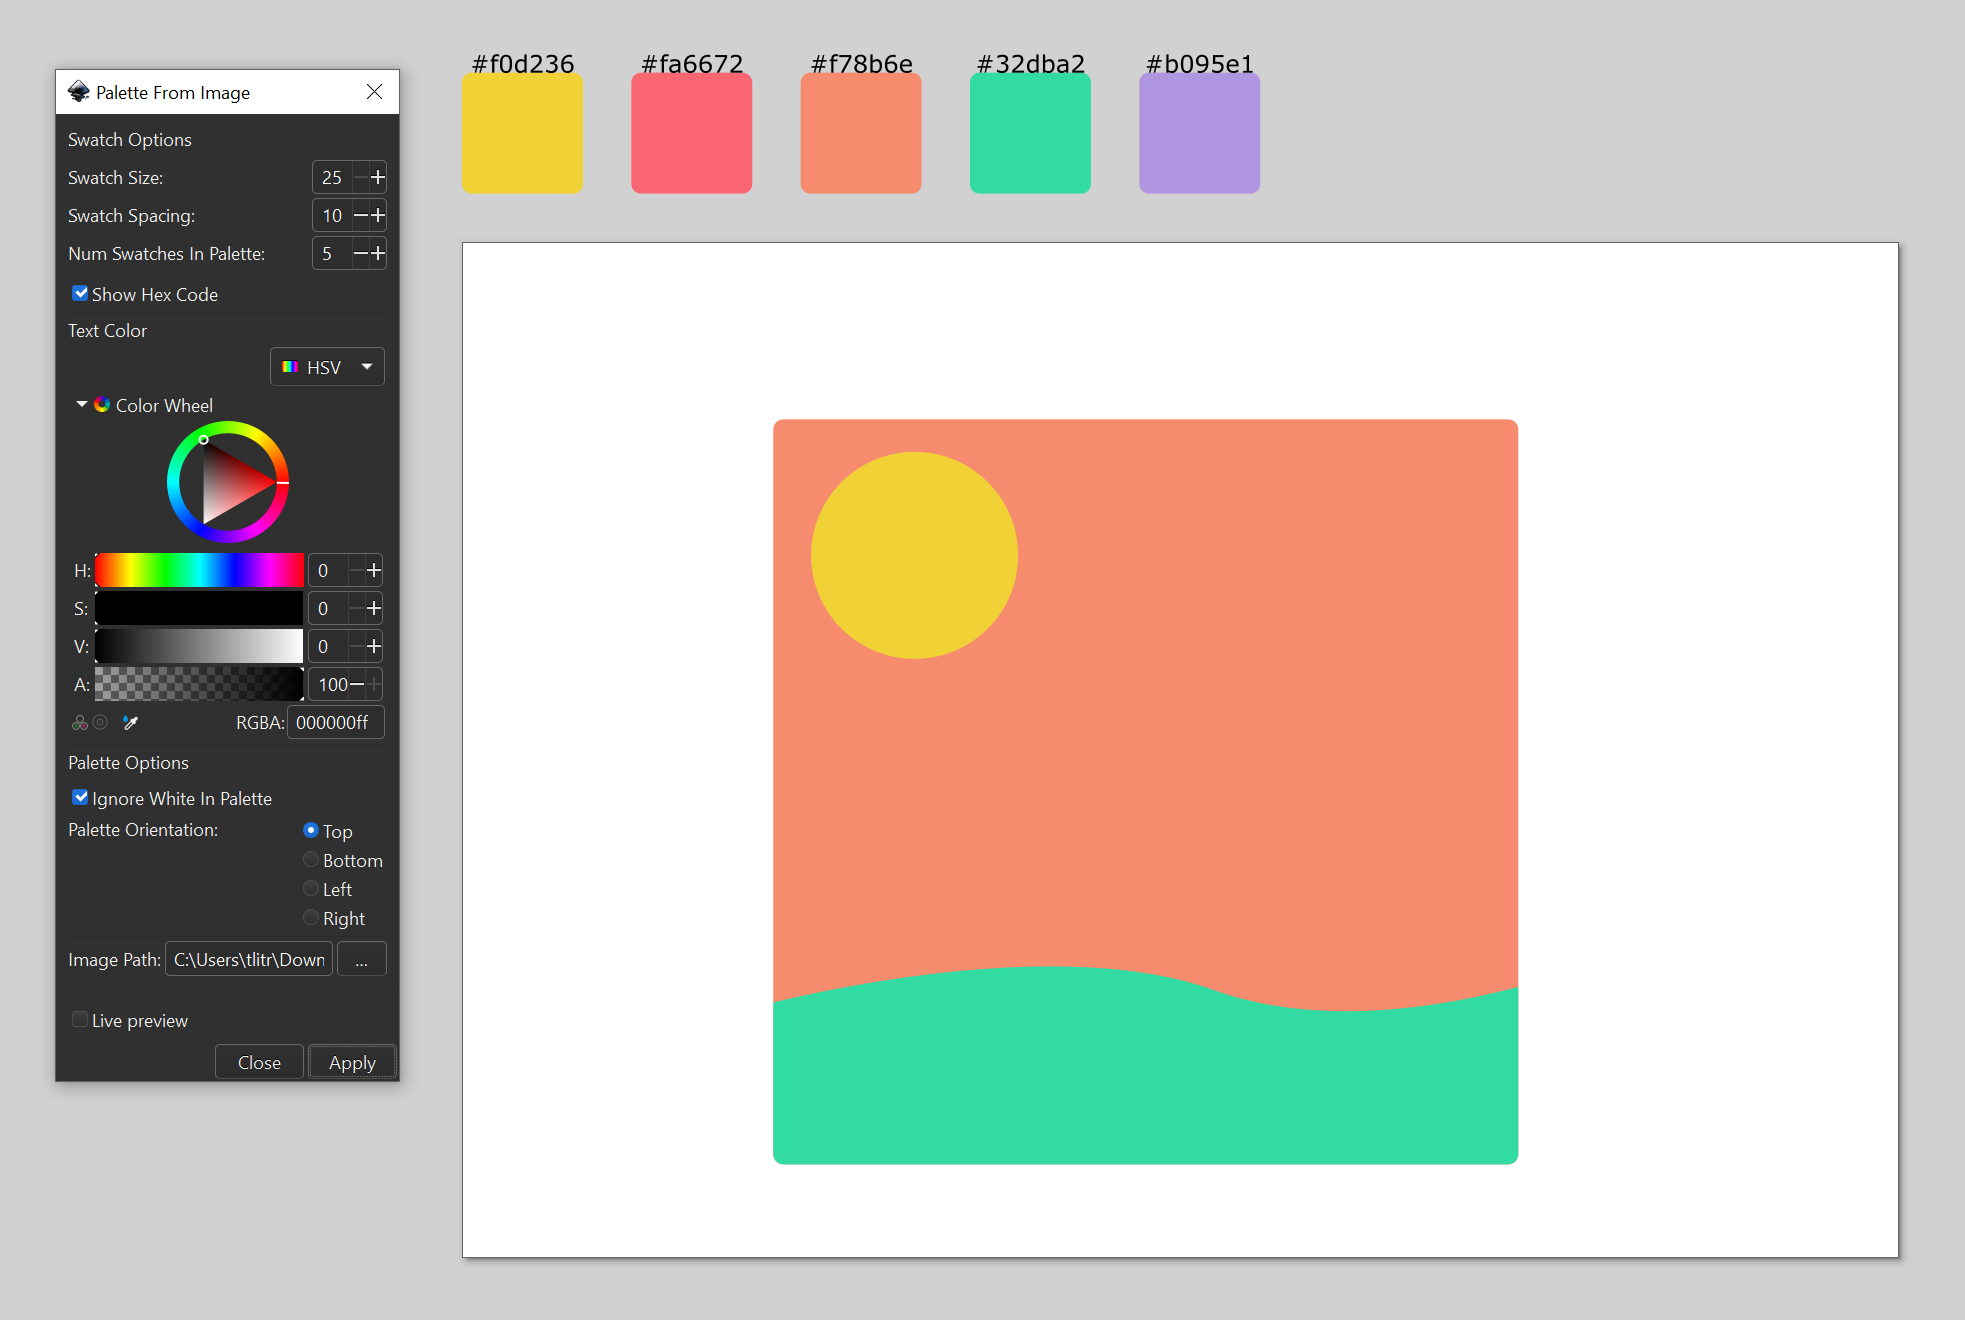 Palette From Image
Swatch Options
Swatch Size: 25
Swatch Spacing: 10
Num Swatches In Palette: 5
Show Hex Code
Text Color
HSV
Color Wheel
H: 0
S: 0
V: 0
A: 100
RGBA: 000000ff
Palette Options
Ignore White In Palette
Palette Orientation: Top
Bottom
Left
Right
Image Path: C:\Users\tlitr\Down ...
Live preview
Close Apply
#f0d236 #fa6672 #f78b6e #32dba2 #b095e1